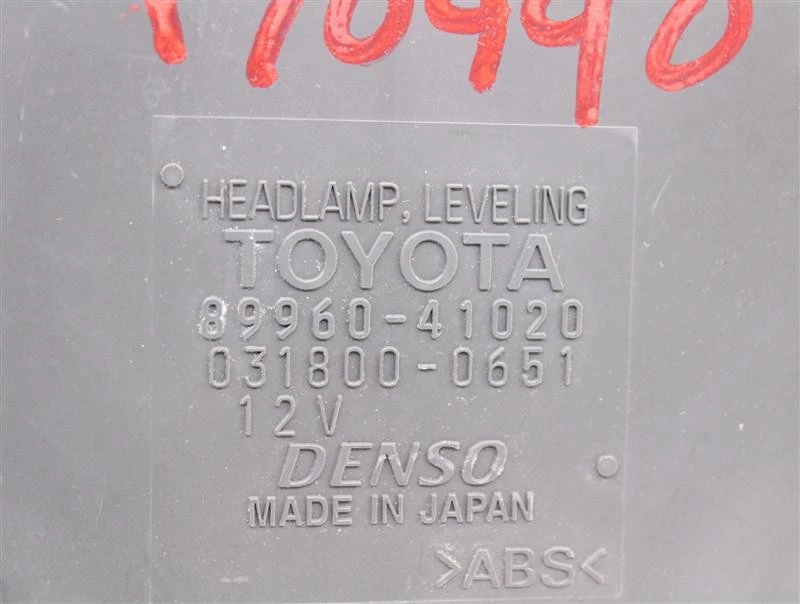 HEADLAMP, LEVELING
TOYOTA
89960-41020
031800-0651
12V
DENSO
MADE IN JAPAN
>ABS<